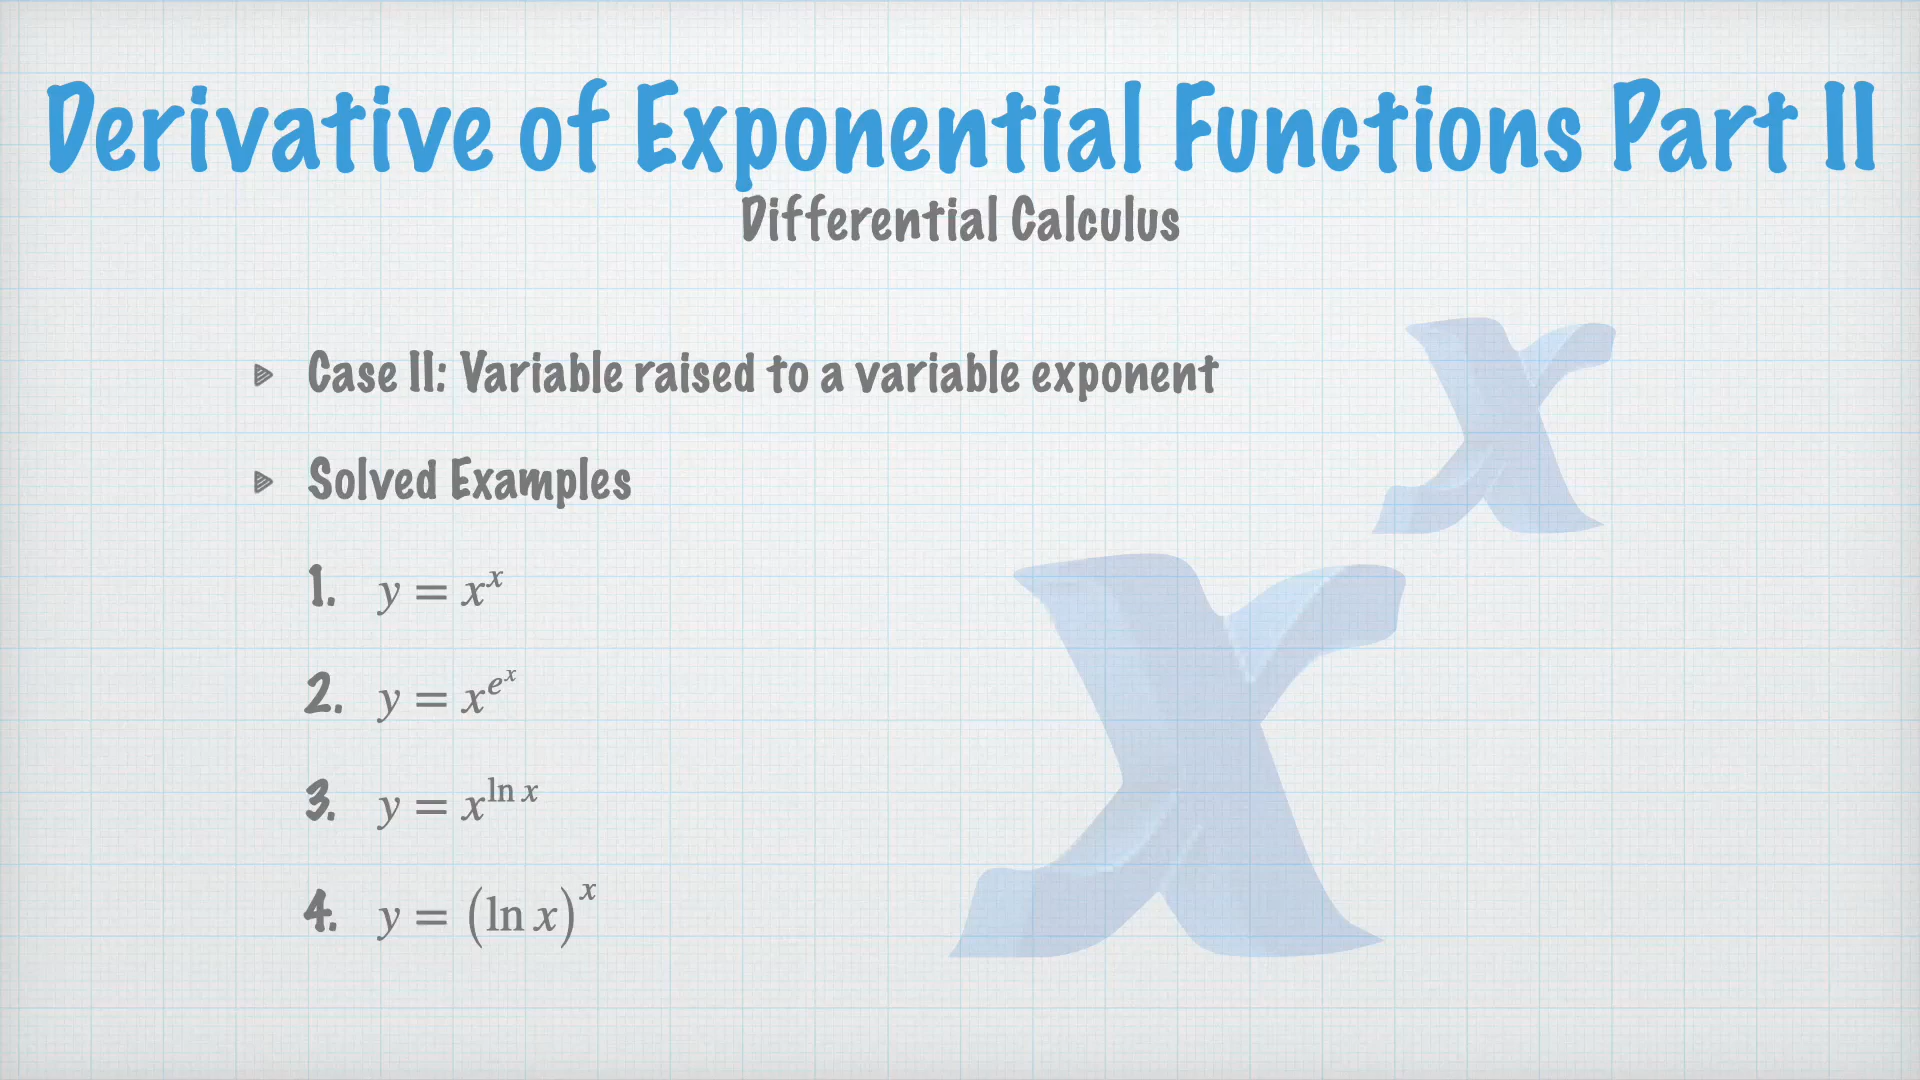 Derivative of Exponential Functions Part II
Differential Calculus
Case II: Variable raised to a variable exponent
Solved Examples
1. y = x^x
2. y = x^{e^x}
3. y = x^{ln x}
4. y = (ln x)^x
x
x